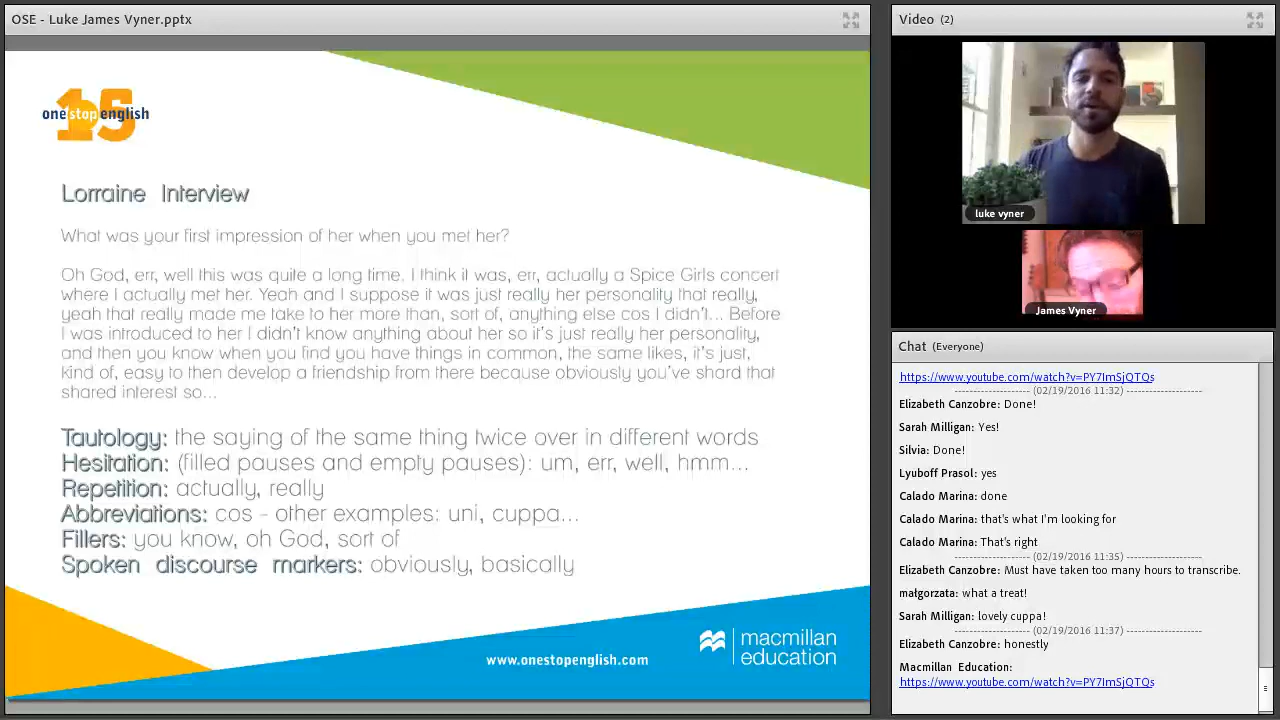 OSE - Luke James Vyner.pptx
15
onestopenglish
Lorraine Interview
What was your first impression of her when you met her?
Oh God, err, well this was quite a long time. I think it was, err, actually a Spice Girls concert
where I actually met her. Yeah and I suppose it was just really her personality that really,
yeah that really made me take to her other than, sort of, anything else cos I didn't... Before
I was introduced to her I didn't know anything about her so it's just really her personality,
and then you know when you find you have things in common, the same likes, it's just,
kind of, easy to then develop a friendship from there because obviously you've shard that
shared interest so...
Tautology: the saying of the same thing twice over in different words
Hesitation: (filled pauses and empty pauses): um, err, well, hmm...
Repetition: actually, really
Abbreviations: cos – other examples: uni, cuppa...
Fillers: you know, oh God, sort of
Spoken discourse markers: obviously, basically
www.onestopenglish.com
macmillan
education
Video (2)
luke vyner
James Vyner
Chat (Everyone)
https://www.youtube.com/watch?v=PY7ImSjQTQs
------------------- (02/19/2016 11:32) -------------------
Elizabeth Canzobre: Done!
Sarah Milligan: Yes!
Silvia: Done!
Lyuboff Prasol: yes
Calado Marina: done
Calado Marina: that's what I'm looking for
Calado Marina: That's right
------------------- (02/19/2016 11:35) -------------------
Elizabeth Canzobre: Must have taken too many hours to transcribe.
małgorzata: what a treat!
Sarah Milligan: lovely cuppa!
------------------- (02/19/2016 11:37) -------------------
Elizabeth Canzobre: honestly
Macmillan Education:
https://www.youtube.com/watch?v=PY7ImSjQTQs